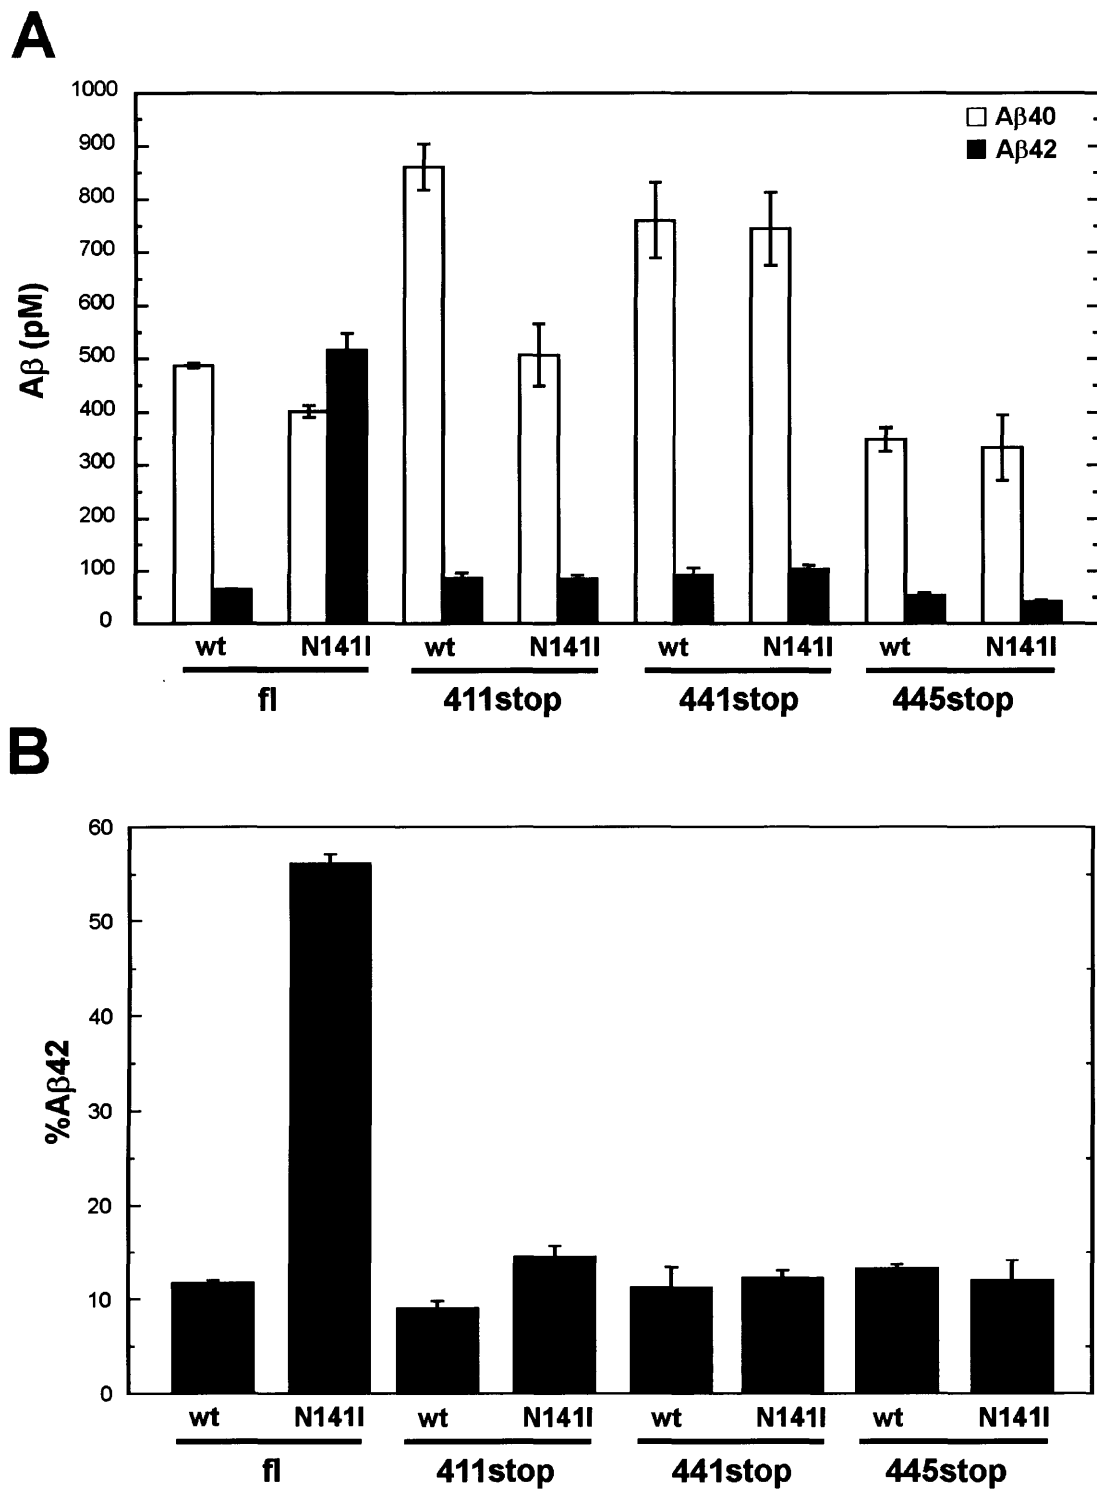 A
1000
900
800
700
600
500
400
300
200
100
0
Aβ (pM)
Aβ40
Aβ42
wt N141I wt N141I wt N141I wt N141I
fl 411stop 441stop 445stop
B
60
50
40
30
20
10
0
%Aβ42
wt N141I wt N141I wt N141I wt N141I
fl 411stop 441stop 445stop